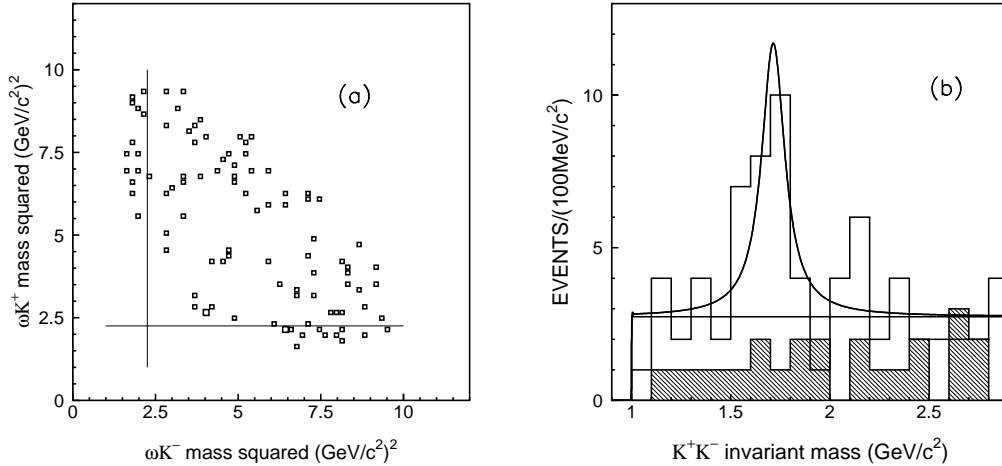 ωK⁺ mass squared (GeV/c²)²
10
7.5
5
2.5
0
(a)
0 2.5 5 7.5 10
ωK⁻ mass squared (GeV/c²)²
EVENTS/(100MeV/c²)
10
5
0
(b)
1 1.5 2 2.5
K⁺K⁻ invariant mass (GeV/c²)